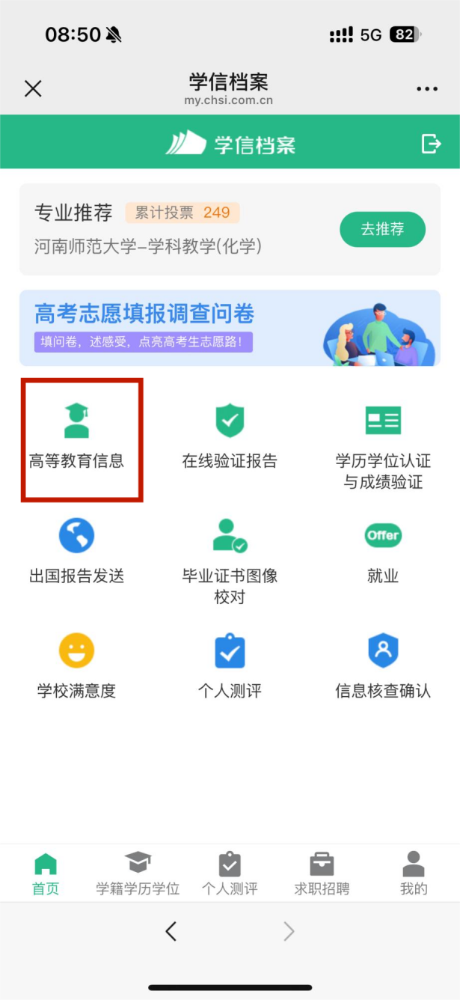 08:50
5G 82
学信档案
my.chsi.com.cn
学信档案
专业推荐 累计投票 249
河南师范大学-学科教学(化学)
去推荐
高考志愿填报调查问卷
填问卷，述感受，点亮高考生志愿路！
高等教育信息
在线验证报告
学历学位认证
与成绩验证
出国报告发送
毕业证书图像
校对
Offer
就业
学校满意度
个人测评
信息核查确认
首页
学籍学历学位
个人测评
求职招聘
我的